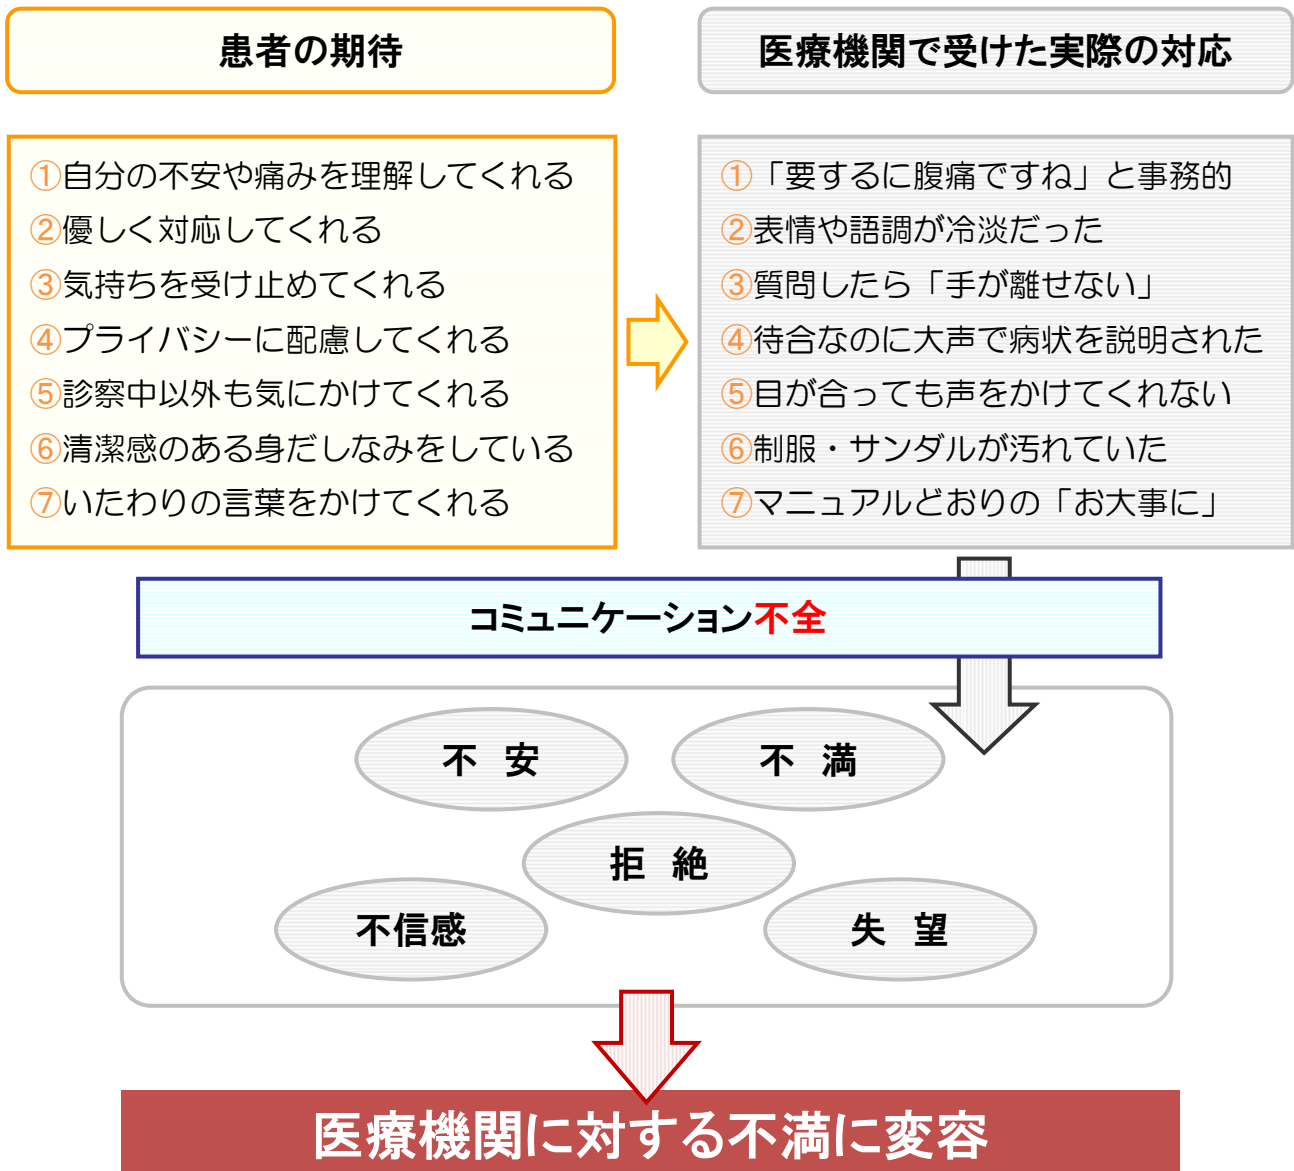 患者の期待
医療機関で受けた実際の対応
①自分の不安や痛みを理解してくれる
②優しく対応してくれる
③気持ちを受け止めてくれる
④プライバシーに配慮してくれる
⑤診察中以外も気にかけてくれる
⑥清潔感のある身だしなみをしている
⑦いたわりの言葉をかけてくれる
①「要するに腹痛ですね」と事務的
②表情や語調が冷淡だった
③質問したら「手が離せない」
④待合なのに大声で病状を説明された
⑤目が合っても声をかけてくれない
⑥制服・サンダルが汚れていた
⑦マニュアルどおりの「お大事に」
コミュニケーション不全
不 安
不 満
拒 絶
不信感
失 望
医療機関に対する不満に変容